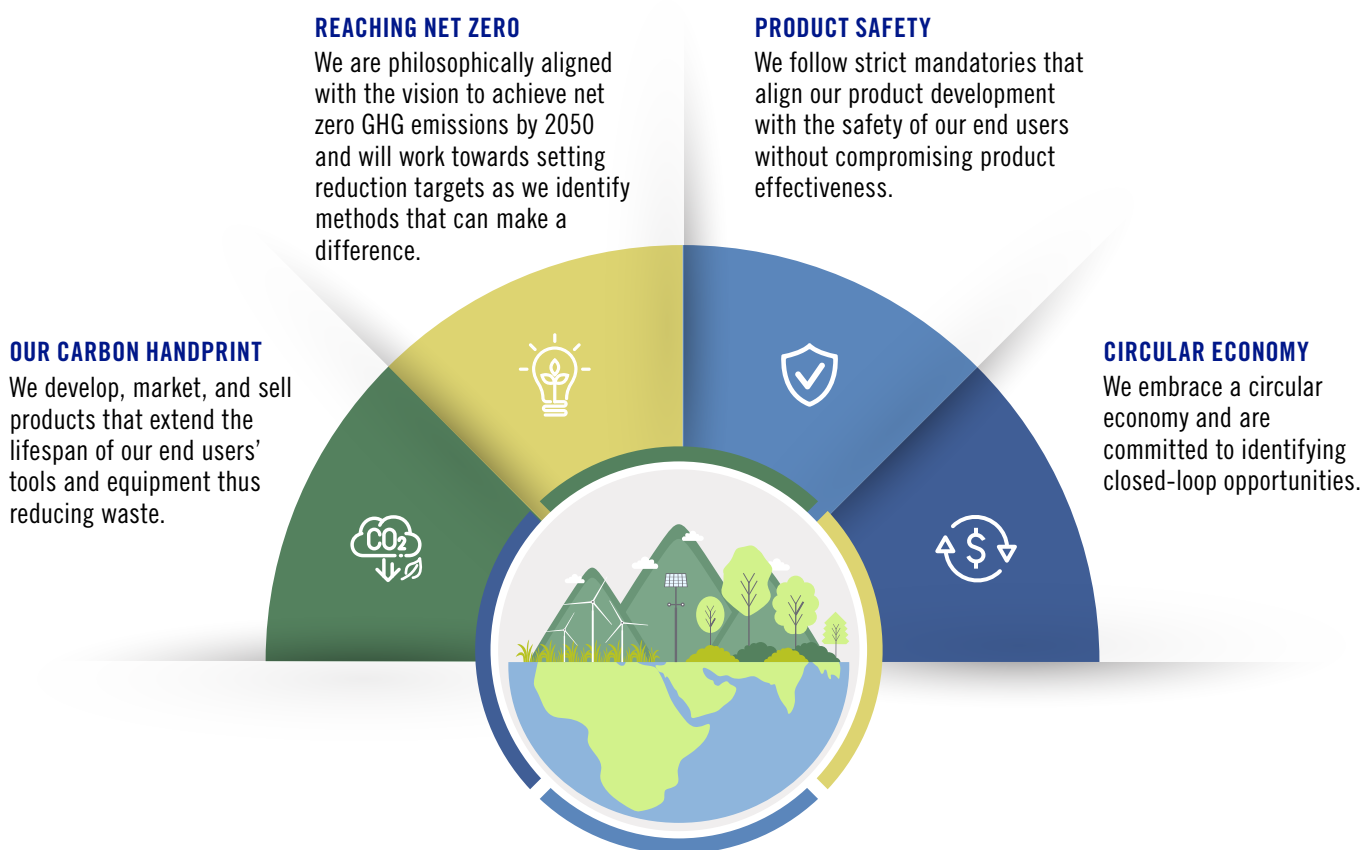 REACHING NET ZERO
We are philosophically aligned
with the vision to achieve net
zero GHG emissions by 2050
and will work towards setting
reduction targets as we identify
methods that can make a
difference.
PRODUCT SAFETY
We follow strict mandatories that
align our product development
with the safety of our end users
without compromising product
effectiveness.
OUR CARBON HANDPRINT
We develop, market, and sell
products that extend the
lifespan of our end users’
tools and equipment thus
reducing waste.
CIRCULAR ECONOMY
We embrace a circular
economy and are
committed to identifying
closed-loop opportunities.
CO2
$